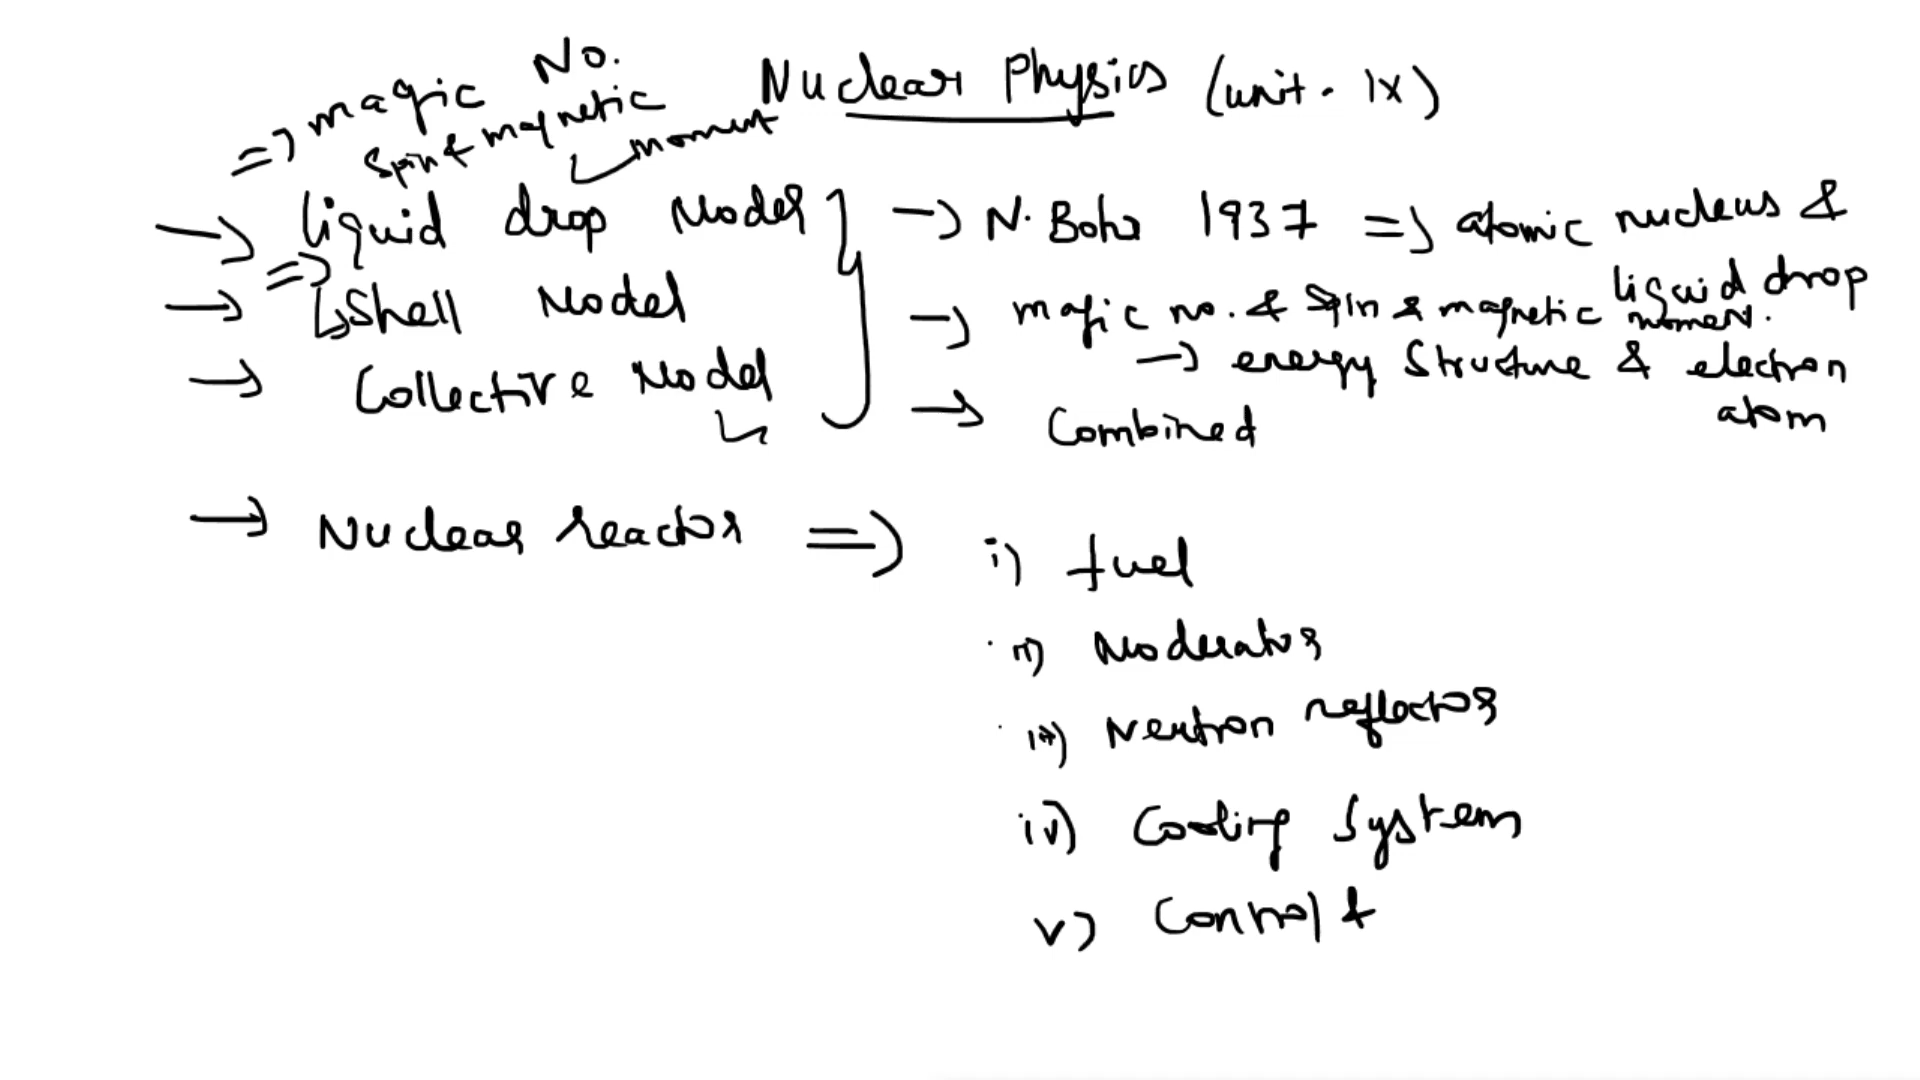 Nuclear Physics (unit - IX)
=> magic No.
spin & magnetic moment
→ liquid drop Model → N. Bohr 1937 => atomic nucleus & liquid drop
=> → Shell Model → magic no. & spin & magnetic moment.
→ energy structure & electron atom
→ Collective Model → Combined
→ Nuclear reactor => i) fuel
ii) Moderator
iii) Neutron reflector
iv) Cooling System
v) Control &